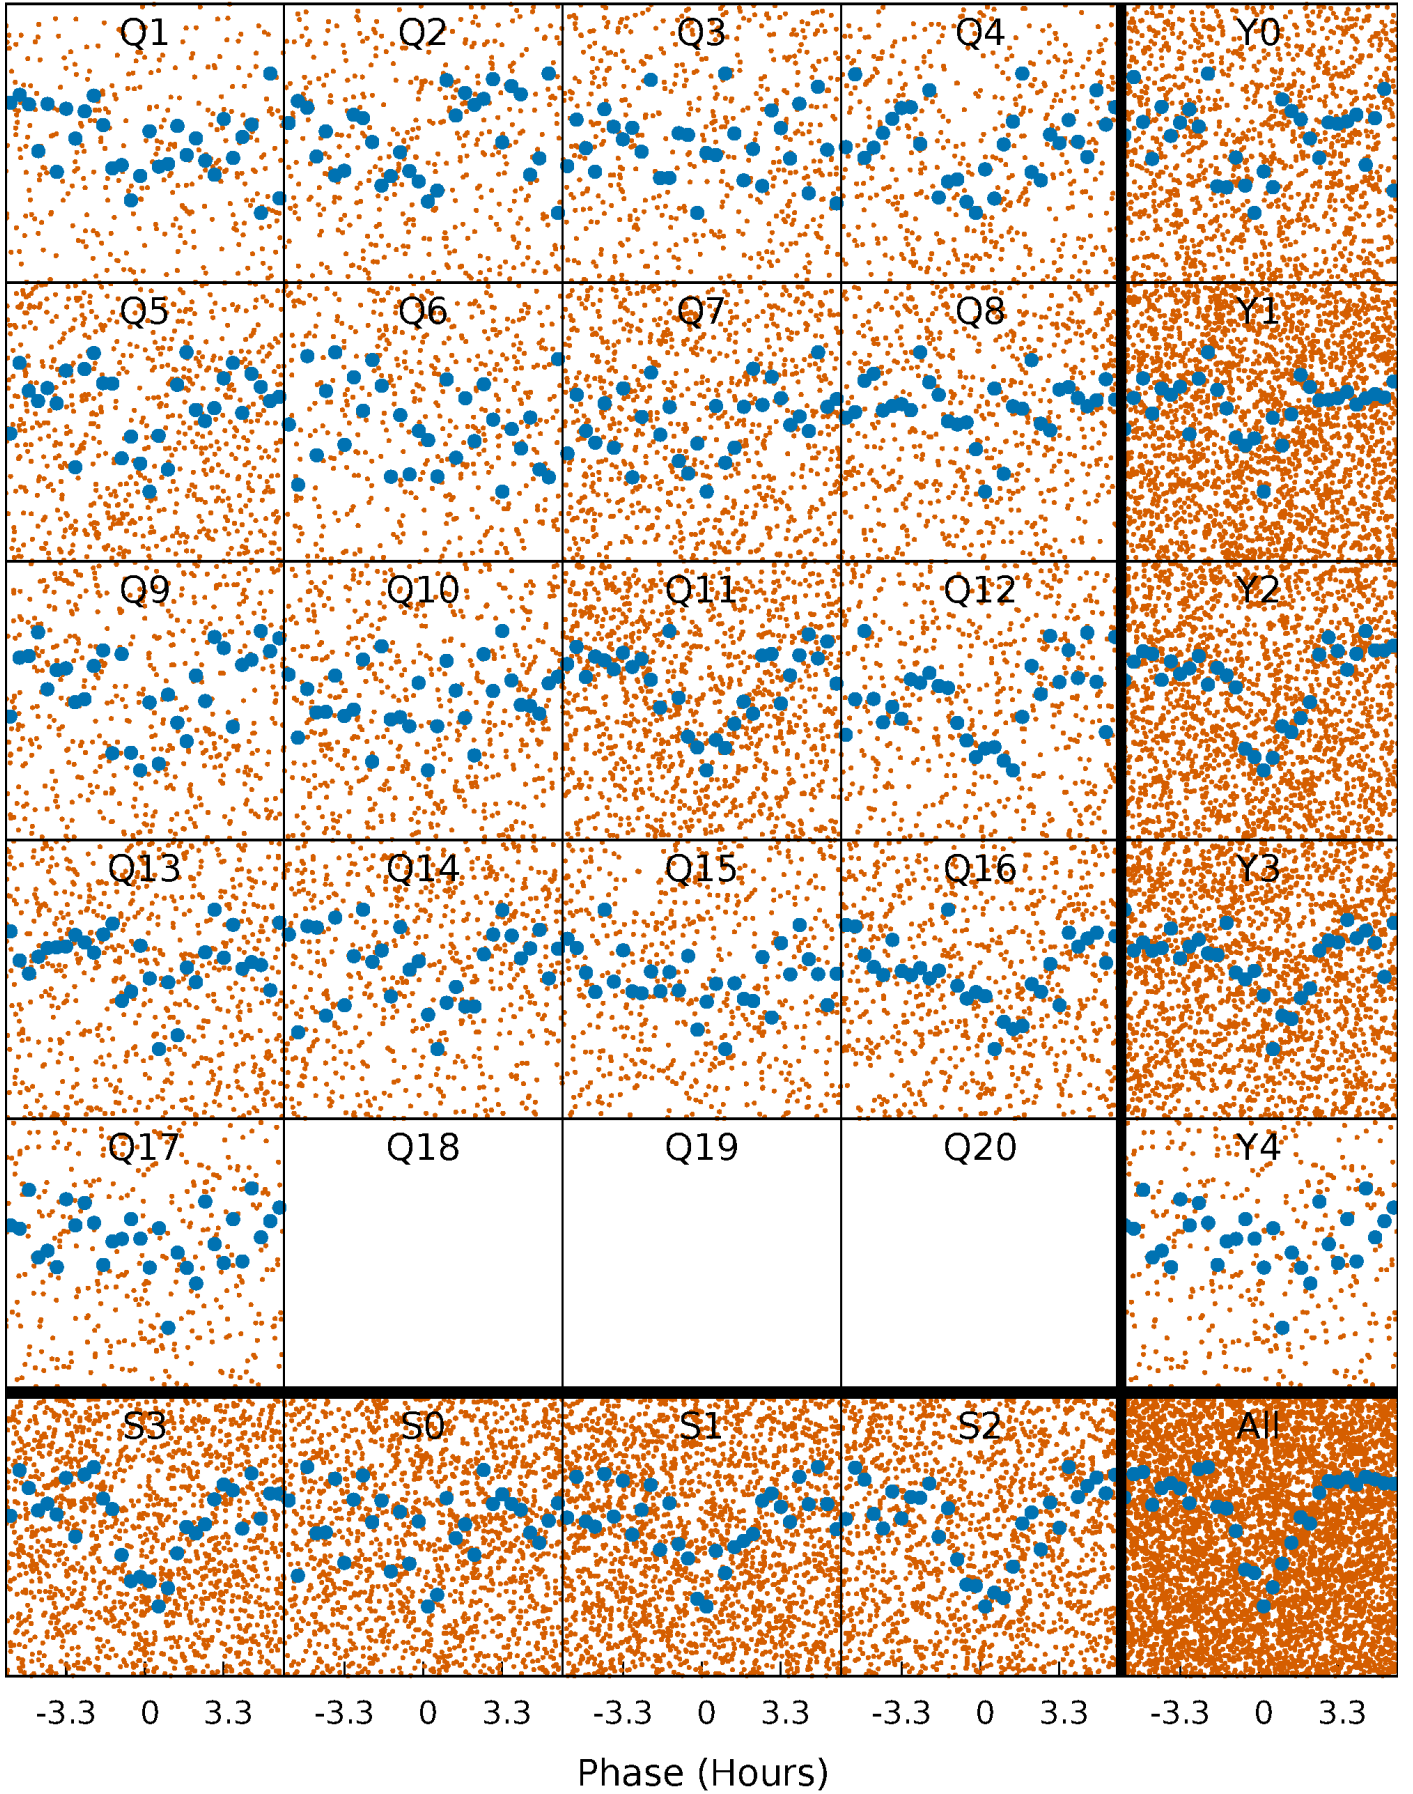 Q1 Q2 Q3 Q4 Y0
Q5 Q6 Q7 Q8 Y1
Q9 Q10 Q11 Q12 Y2
Q13 Q14 Q15 Q16 Y3
Q17 Q18 Q19 Q20 Y4
S3 S0 S1 S2 All
-3.3 0 3.3 -3.3 0 3.3 -3.3 0 3.3 -3.3 0 3.3 -3.3 0 3.3
Phase (Hours)